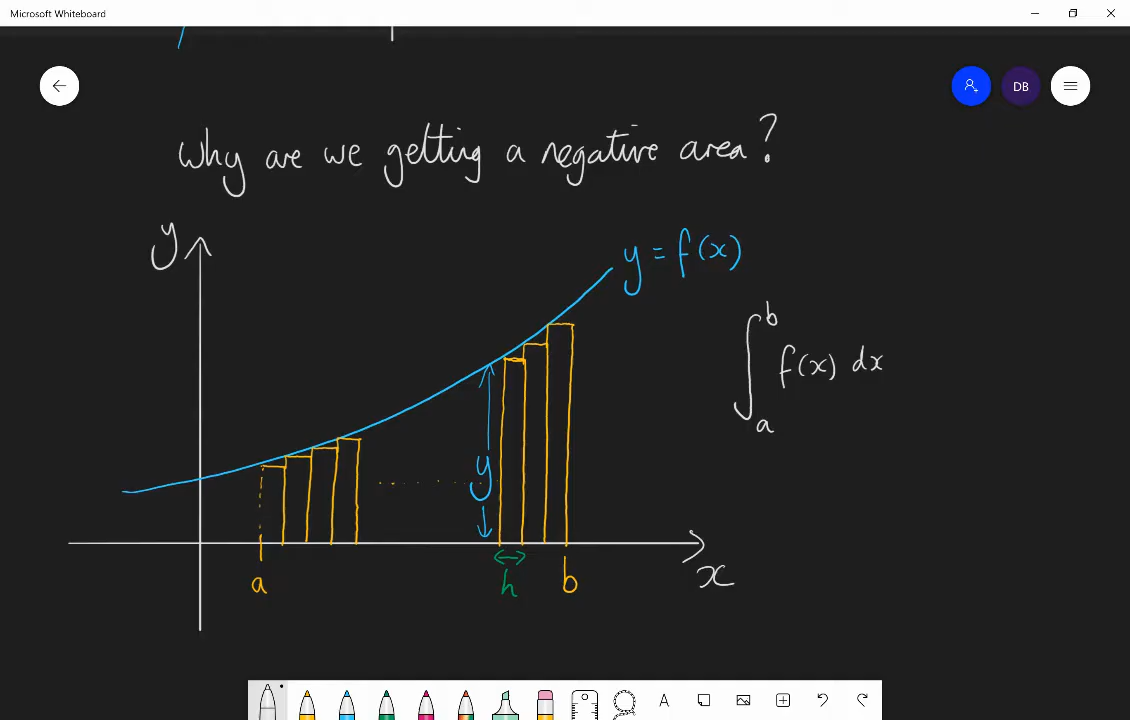 Microsoft Whiteboard
DB
Why are we getting a negative area?
y
y = f(x)
∫ₐᵇ f(x) dx
y
a
h
b
x
A